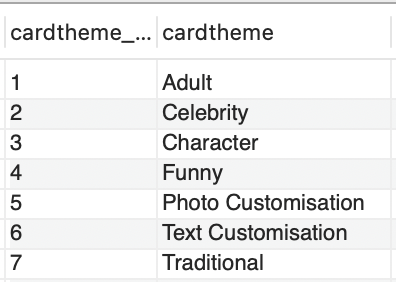 cardtheme_... cardtheme
1 Adult
2 Celebrity
3 Character
4 Funny
5 Photo Customisation
6 Text Customisation
7 Traditional